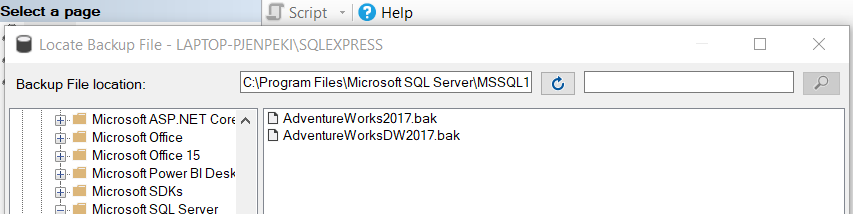 Select a page
Script
Help
Locate Backup File - LAPTOP-PJENPEKI\SQLEXPRESS
Backup File location:
C:\Program Files\Microsoft SQL Server\MSSQL1
Microsoft ASP.NET Core
Microsoft Office
Microsoft Office 15
Microsoft Power BI Desk
Microsoft SDKs
Microsoft SQL Server
AdventureWorks2017.bak
AdventureWorksDW2017.bak